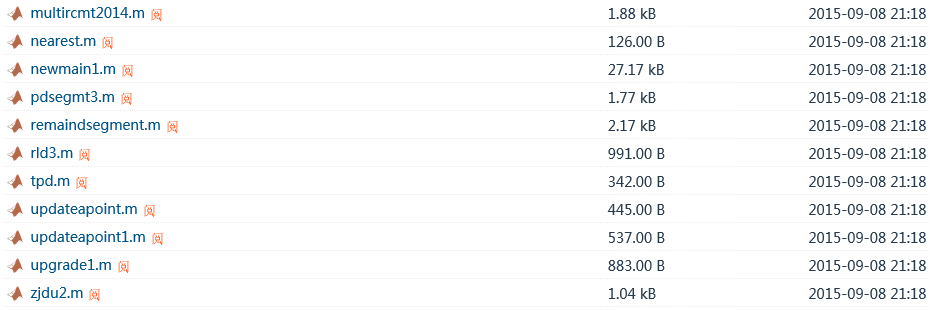 multircmt2014.m 阅 1.88 kB 2015-09-08 21:18
nearest.m 阅 126.00 B 2015-09-08 21:18
newmain1.m 阅 27.17 kB 2015-09-08 21:18
pdsegmt3.m 阅 1.77 kB 2015-09-08 21:18
remaindsegment.m 阅 2.17 kB 2015-09-08 21:18
rld3.m 阅 991.00 B 2015-09-08 21:18
tpd.m 阅 342.00 B 2015-09-08 21:18
updateapoint.m 阅 445.00 B 2015-09-08 21:18
updateapoint1.m 阅 537.00 B 2015-09-08 21:18
upgrade1.m 阅 883.00 B 2015-09-08 21:18
zjdu2.m 阅 1.04 kB 2015-09-08 21:18